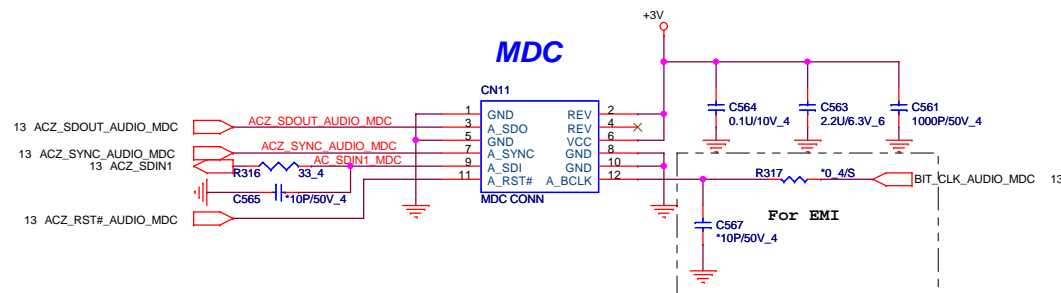 +3V
MDC
CN11
1 GND REV 2
13 ACZ_SDOUT_AUDIO_MDC ACZ_SDOUT_AUDIO_MDC 3 A_SDO REV 4
5 GND VCC 6
13 ACZ_SYNC_AUDIO_MDC ACZ_SYNC_AUDIO_MDC 7 A_SYNC GND 8
13 ACZ_SDIN1 AC_SDIN1_MDC 9 A_SDI GND 10
R316 33_4 11 A_RST# A_BCLK 12
C565 *10P/50V_4 MDC CONN
13 ACZ_RST#_AUDIO_MDC
C564
0.1U/10V_4
C563
2.2U/6.3V_6
C561
1000P/50V_4
R317 *0_4/S
BIT_CLK_AUDIO_MDC 13
For EMI
C567
*10P/50V_4